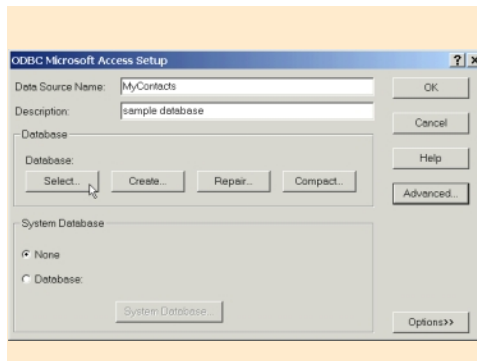 ODBC Microsoft Access Setup
Data Source Name: MyContacts
OK
Description: sample database
Cancel
Database
Database:
Help
Select... Create... Repair... Compact...
Advanced...
System Database
None
Database:
System Database...
Options>>